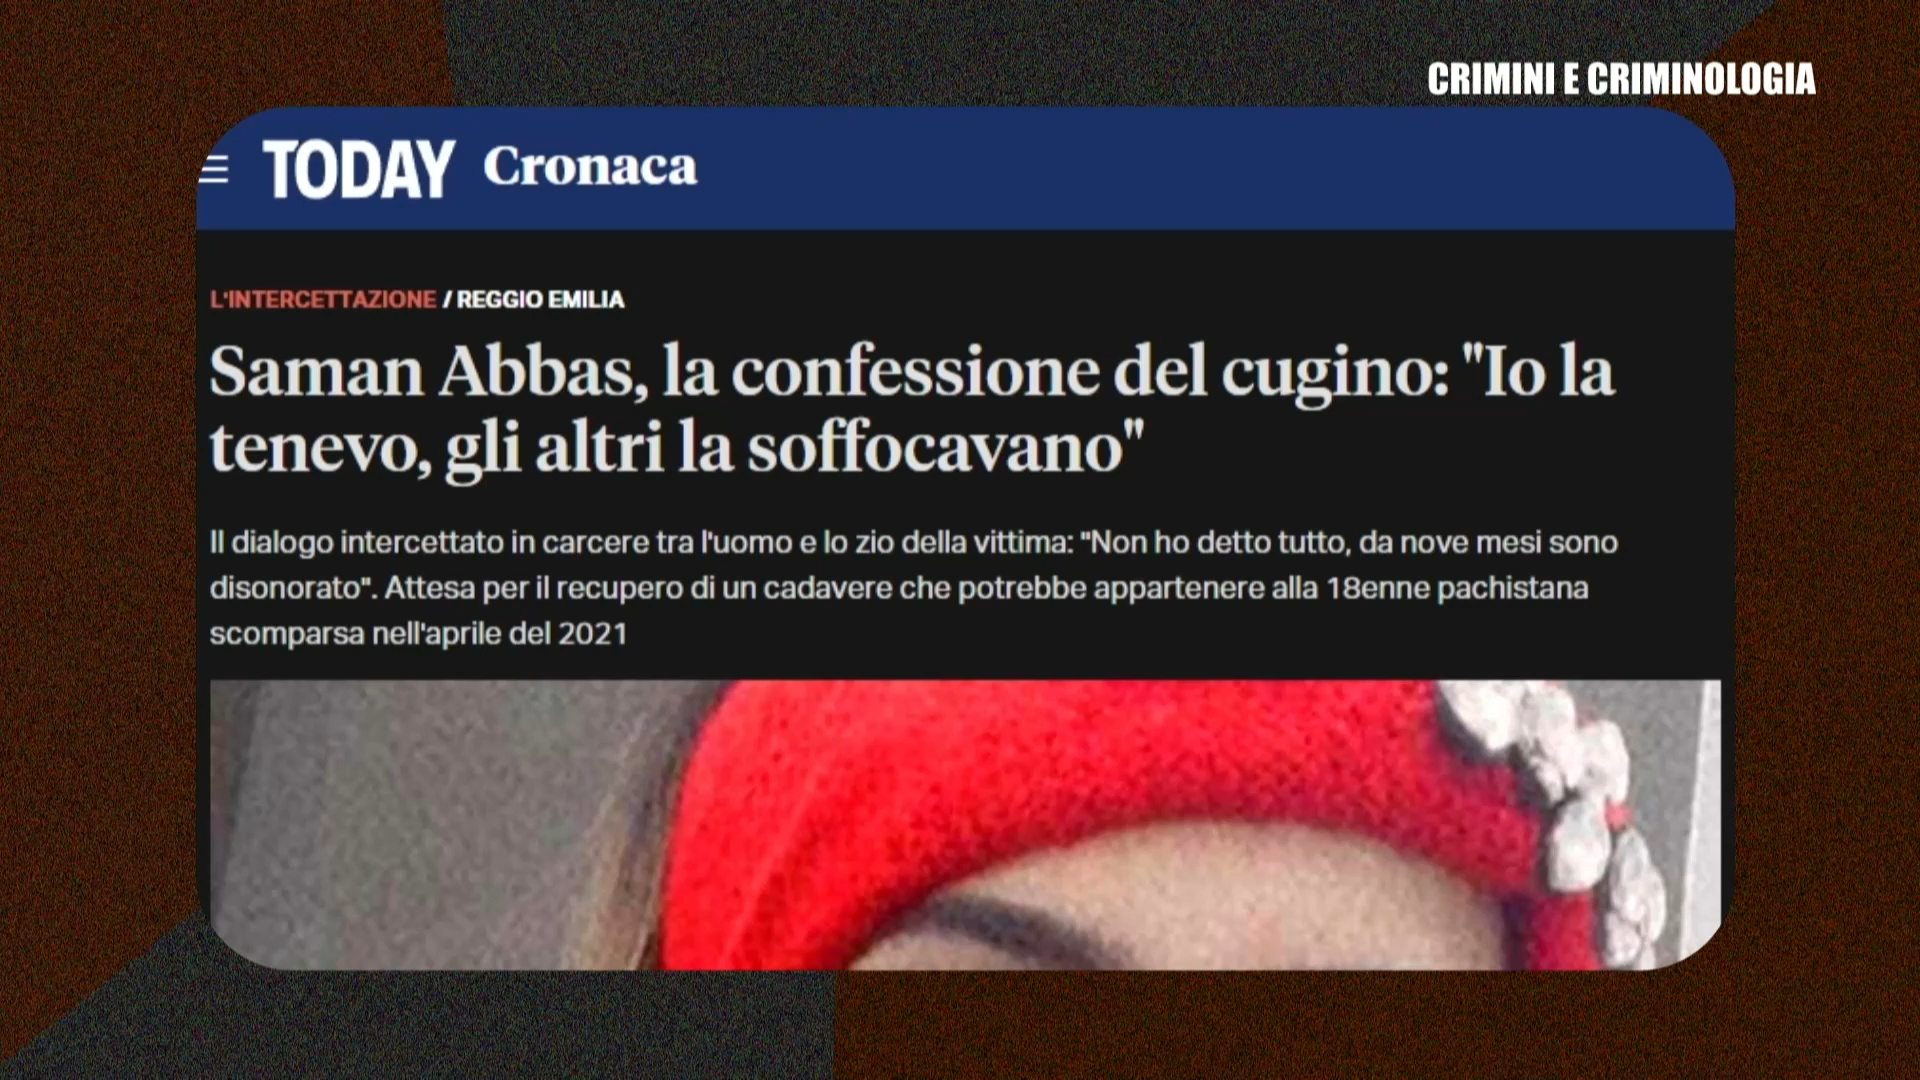 CRIMINI E CRIMINOLOGIA
TODAY Cronaca
L'INTERCETTAZIONE / REGGIO EMILIA
Saman Abbas, la confessione del cugino: "Io la
tenevo, gli altri la soffocavano"
Il dialogo intercettato in carcere tra l'uomo e lo zio della vittima: "Non ho detto tutto, da nove mesi sono
disonorato". Attesa per il recupero di un cadavere che potrebbe appartenere alla 18enne pachistana
scomparsa nell'aprile del 2021